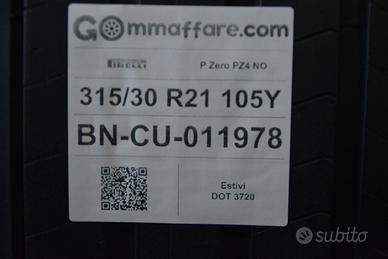 GOmmaffare.com
PIRELLI
P Zero PZ4 NO
315/30 R21 105Y
BN-CU-011978
Estivi
DOT 3720
subito